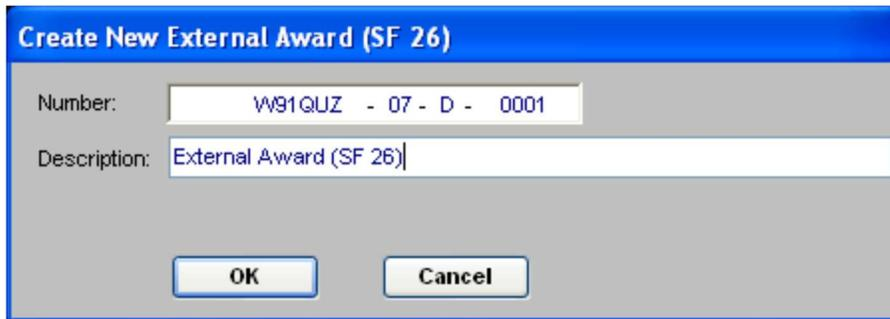 Create New External Award (SF 26)
Number: W91QUZ - 07 - D - 0001
Description: External Award (SF 26)
OK Cancel